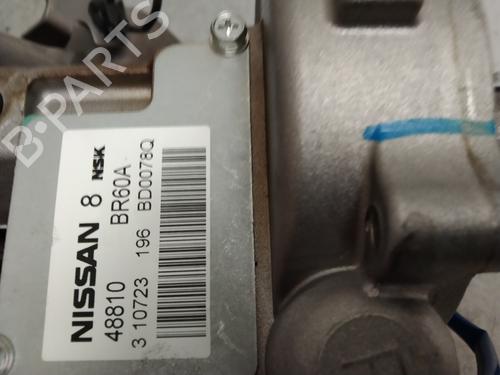 NISSAN 8 NSK
48810 BR60A
3 10723 196 BD0078Q
B-PARTS